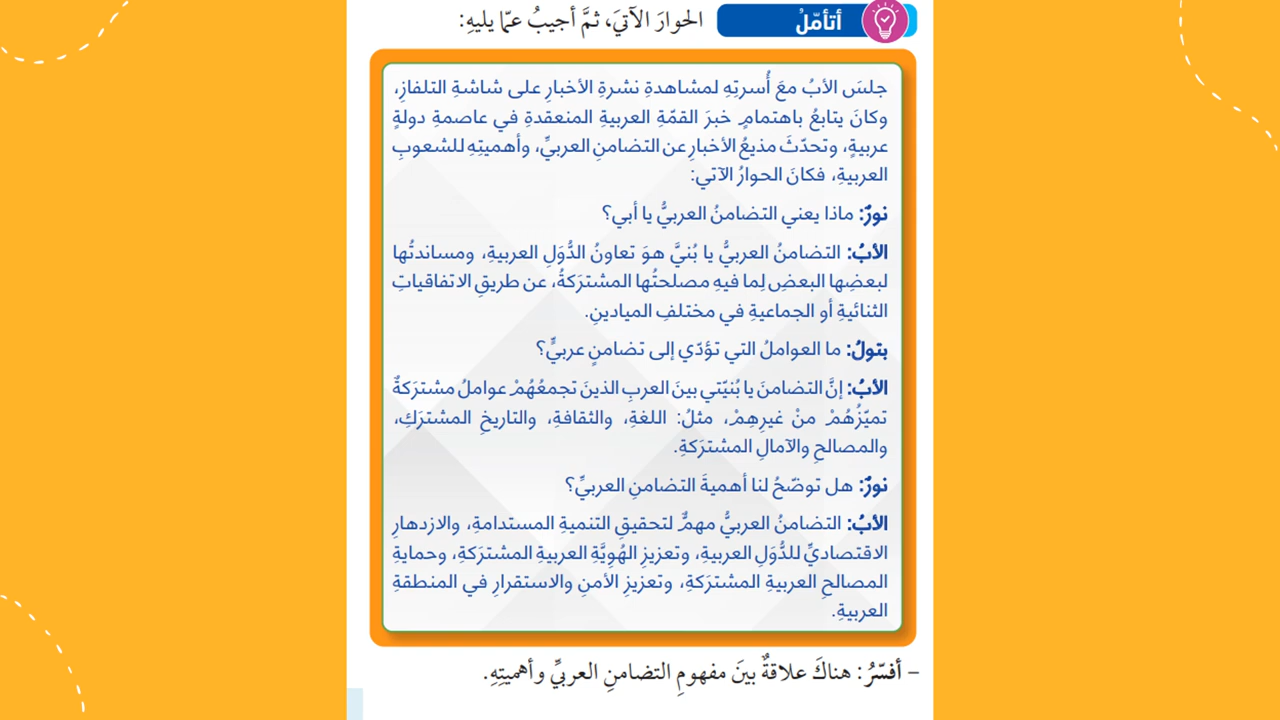 أتأمّلُ الحوارَ الآتيَ، ثمَّ أجيبُ عمّا يليهِ:
جلسَ الأبُ معَ أُسرتِهِ لمشاهدةِ نشرةِ الأخبارِ على شاشةِ التلفازِ،
وكانَ يتابعُ باهتمامٍ خبرَ القمّةِ العربيةِ المنعقدةِ في عاصمةِ دولةٍ
عربيةٍ، وتحدّثَ مذيعُ الأخبارِ عن التضامنِ العربيِّ، وأهميتِهِ للشعوبِ
العربيةِ، فكانَ الحوارُ الآتي:
نورٌ: ماذا يعني التضامنُ العربيُّ يا أبي؟
الأبُ: التضامنُ العربيُّ يا بُنيَّ هوَ تعاونُ الدُّوَلِ العربيةِ، ومساندتُها
لبعضِها البعضِ لِما فيهِ مصلحتُها المشترَكةُ، عن طريقِ الاتفاقياتِ
الثنائيةِ أو الجماعيةِ في مختلفِ الميادينِ.
بتولُ: ما العواملُ التي تؤدّي إلى تضامنٍ عربيٍّ؟
الأبُ: إنَّ التضامنَ يا بُنيّتي بينَ العربِ الذينَ تجمعُهُمْ عواملُ مشترَكةٌ
تميّزُهُمْ منْ غيرِهِمْ، مثلُ: اللغةِ، والثقافةِ، والتاريخِ المشترَكِ،
والمصالحِ والآمالِ المشترَكةِ.
نورٌ: هل توضّحُ لنا أهميةَ التضامنِ العربيِّ؟
الأبُ: التضامنُ العربيُّ مهمٌّ لتحقيقِ التنميةِ المستدامةِ، والازدهارِ
الاقتصاديِّ للدُّوَلِ العربيةِ، وتعزيزِ الهُوِيَّةِ العربيةِ المشترَكةِ، وحمايةِ
المصالحِ العربيةِ المشترَكةِ، وتعزيزِ الأمنِ والاستقرارِ في المنطقةِ
العربيةِ.
– أفسّرُ: هناكَ علاقةٌ بينَ مفهومِ التضامنِ العربيِّ وأهميتِهِ.